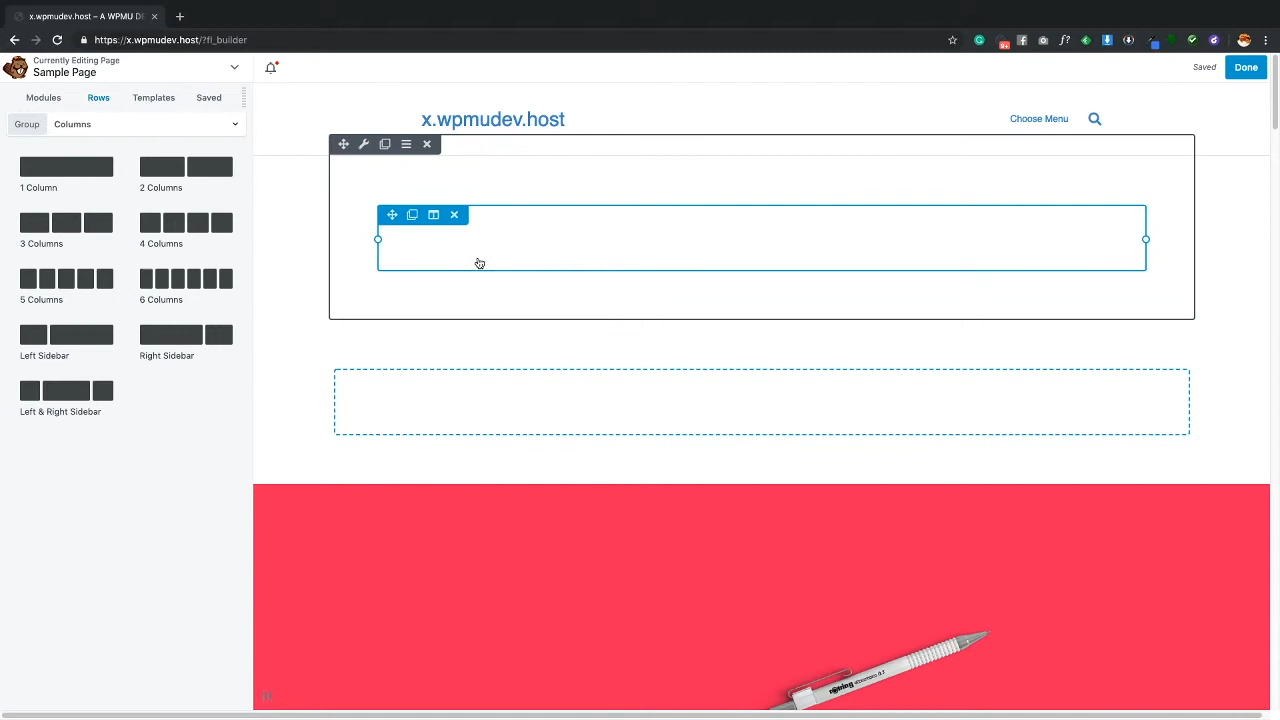 x.wpmudev.host – A WPMU DE
https://x.wpmudev.host/?fl_builder
Currently Editing Page
Sample Page
Saved
Done
Modules
Rows
Templates
Saved
Group
Columns
x.wpmudev.host
Choose Menu
1 Column
2 Columns
3 Columns
4 Columns
5 Columns
6 Columns
Left Sidebar
Right Sidebar
Left & Right Sidebar